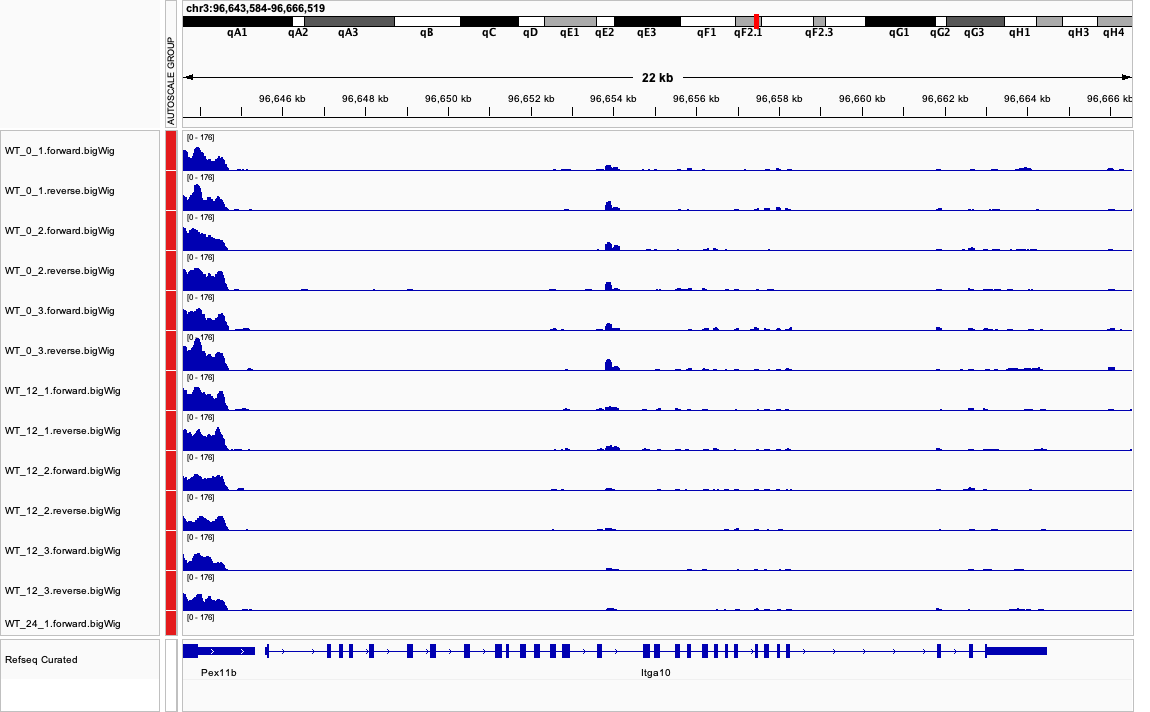 chr3:96,643,584-96,666,519
qA1 qA2 qA3 qB qC qD qE1 qE2 qE3 qF1 qF2.1 qF2.3 qG1 qG2 qG3 qH1 qH3 qH4
AUTOSCALE GROUP
22 kb
96,646 kb 96,648 kb 96,650 kb 96,652 kb 96,654 kb 96,656 kb 96,658 kb 96,660 kb 96,662 kb 96,664 kb 96,666 kb
WT_0_1.forward.bigWig [0 - 176]
WT_0_1.reverse.bigWig [0 - 176]
WT_0_2.forward.bigWig [0 - 176]
WT_0_2.reverse.bigWig [0 - 176]
WT_0_3.forward.bigWig [0 - 176]
WT_0_3.reverse.bigWig [0 - 176]
WT_12_1.forward.bigWig [0 - 176]
WT_12_1.reverse.bigWig [0 - 176]
WT_12_2.forward.bigWig [0 - 176]
WT_12_2.reverse.bigWig [0 - 176]
WT_12_3.forward.bigWig [0 - 176]
WT_12_3.reverse.bigWig [0 - 176]
WT_24_1.forward.bigWig [0 - 176]
Refseq Curated
Pex11b Itga10